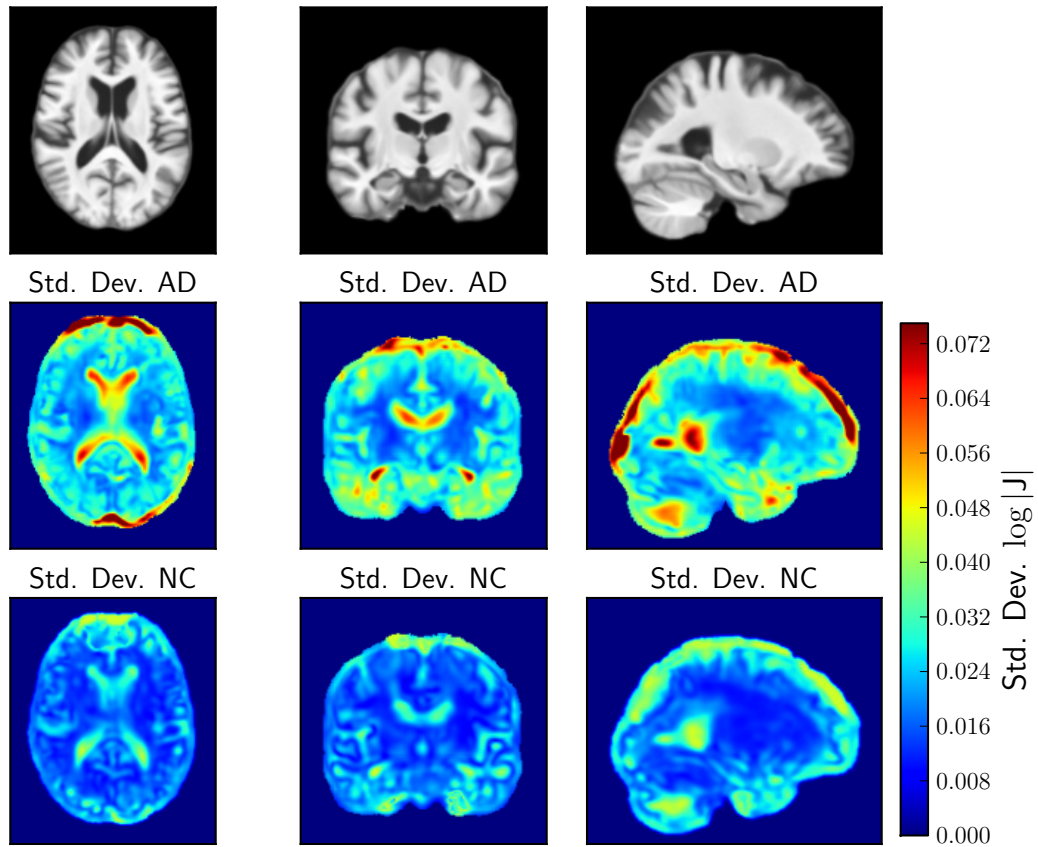 Std. Dev. AD
Std. Dev. AD
Std. Dev. AD
0.072
0.064
0.056
0.048
0.040
0.032
0.024
0.016
0.008
0.000
Std. Dev. log |J|
Std. Dev. NC
Std. Dev. NC
Std. Dev. NC